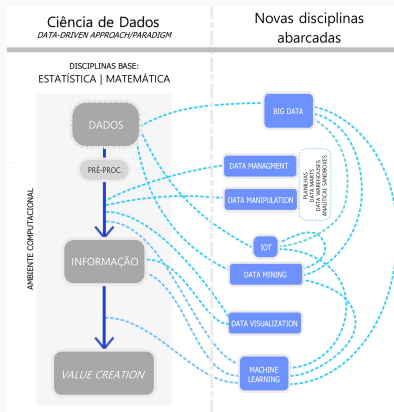 Ciência de Dados
DATA-DRIVEN APPROACH/PARADIGM
Novas disciplinas
abarcadas
DISCIPLINAS BASE:
ESTATÍSTICA | MATEMÁTICA
AMBIENTE COMPUTACIONAL
DADOS
PRÉ-PROC.
INFORMAÇÃO
VALUE CREATION
BIG DATA
DATA MANAGMENT
DATA MANIPULATION
PLANILHAS
DATA MARTS
DATA WAREHOUSES
ANALYTICAL SANDBOXES
IOT
DATA MINING
DATA VISUALIZATION
MACHINE
LEARNING